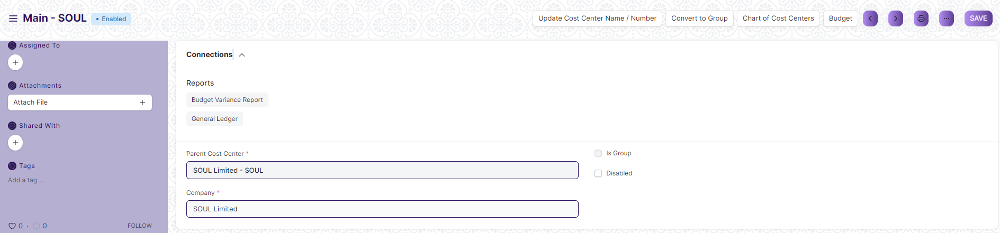 Main - SOUL
• Enabled
Update Cost Center Name / Number
Convert to Group
Chart of Cost Centers
Budget
SAVE
Assigned To
Attachments
Attach File
Shared With
Tags
Add a tag ...
0 · 0
FOLLOW
Connections
Reports
Budget Variance Report
General Ledger
Parent Cost Center *
SOUL Limited - SOUL
Company *
SOUL Limited
Is Group
Disabled